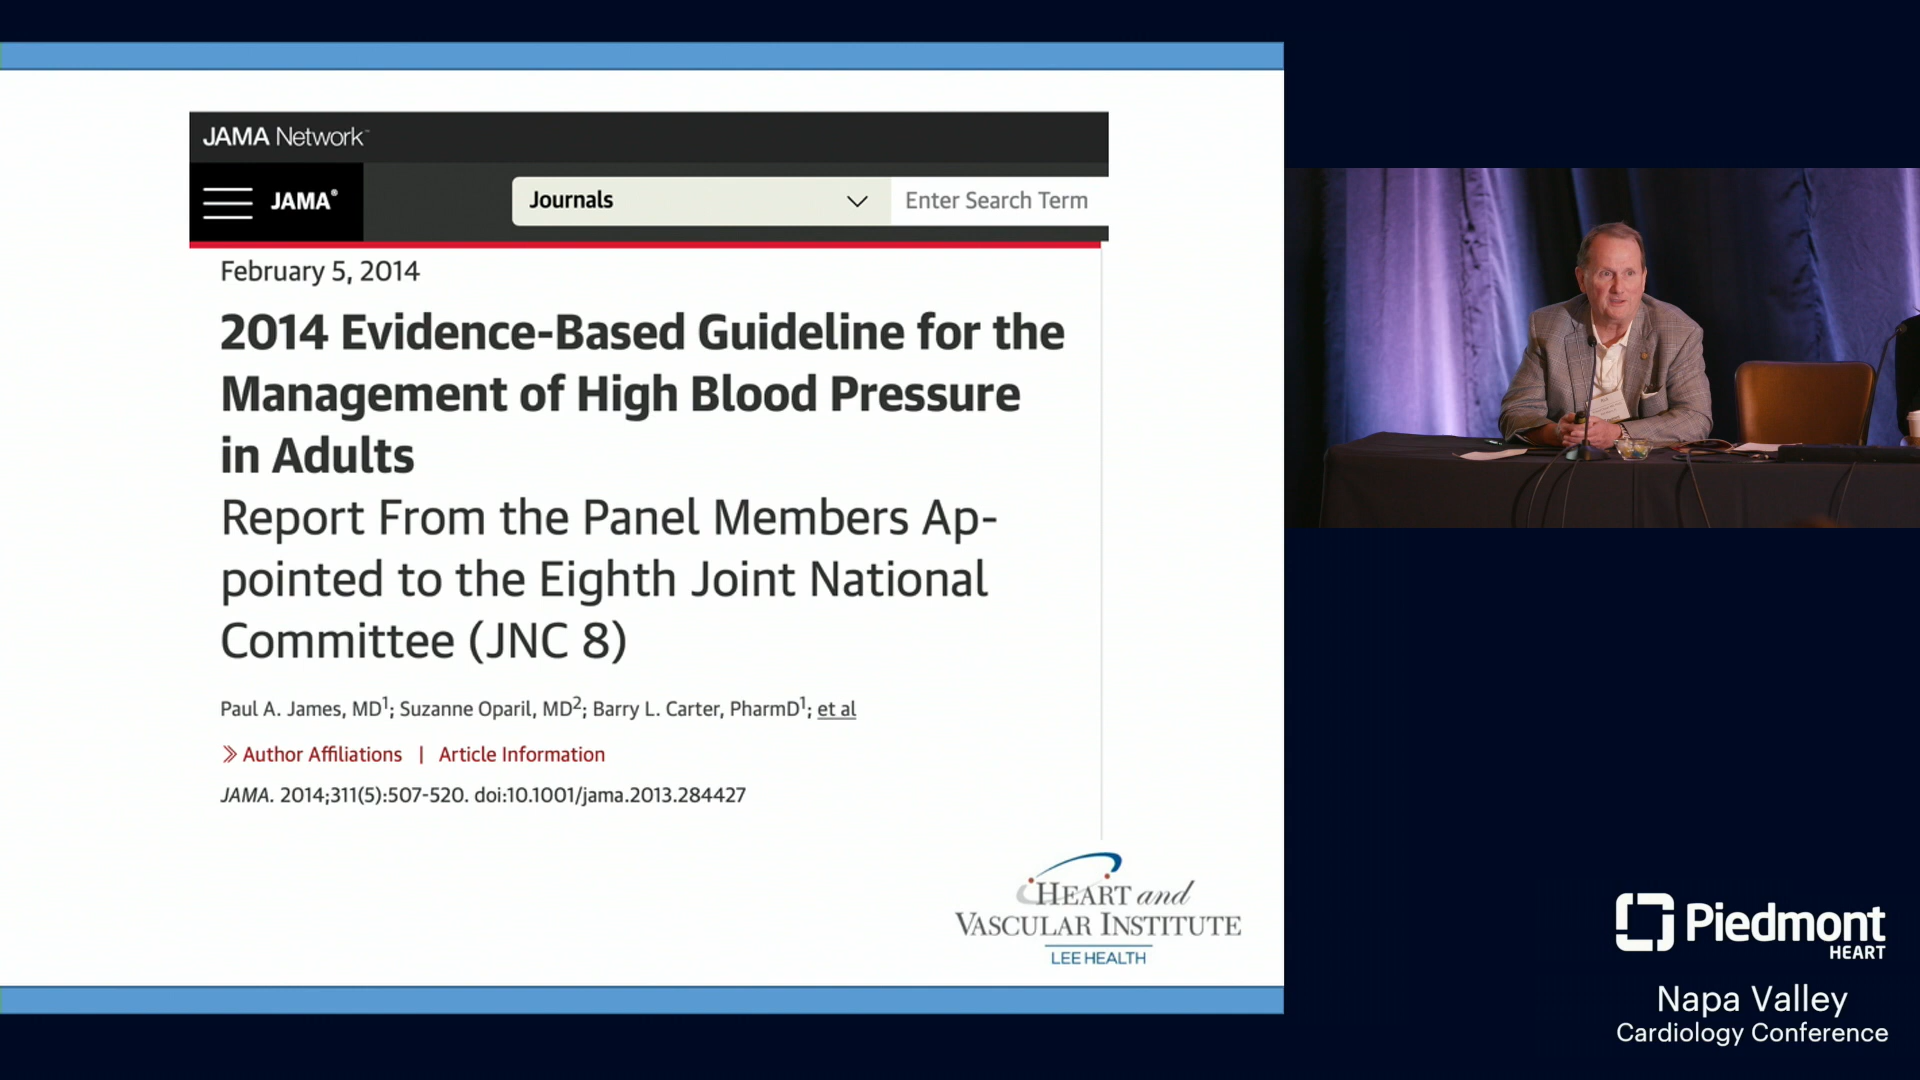 JAMA Network™
JAMA®
Journals
Enter Search Term
February 5, 2014
2014 Evidence-Based Guideline for the
Management of High Blood Pressure
in Adults
Report From the Panel Members Ap-
pointed to the Eighth Joint National
Committee (JNC 8)
Paul A. James, MD1; Suzanne Oparil, MD2; Barry L. Carter, PharmD1; et al
Author Affiliations | Article Information
JAMA. 2014;311(5):507-520. doi:10.1001/jama.2013.284427
HEART and
VASCULAR INSTITUTE
LEE HEALTH
Piedmont
HEART
Napa Valley
Cardiology Conference